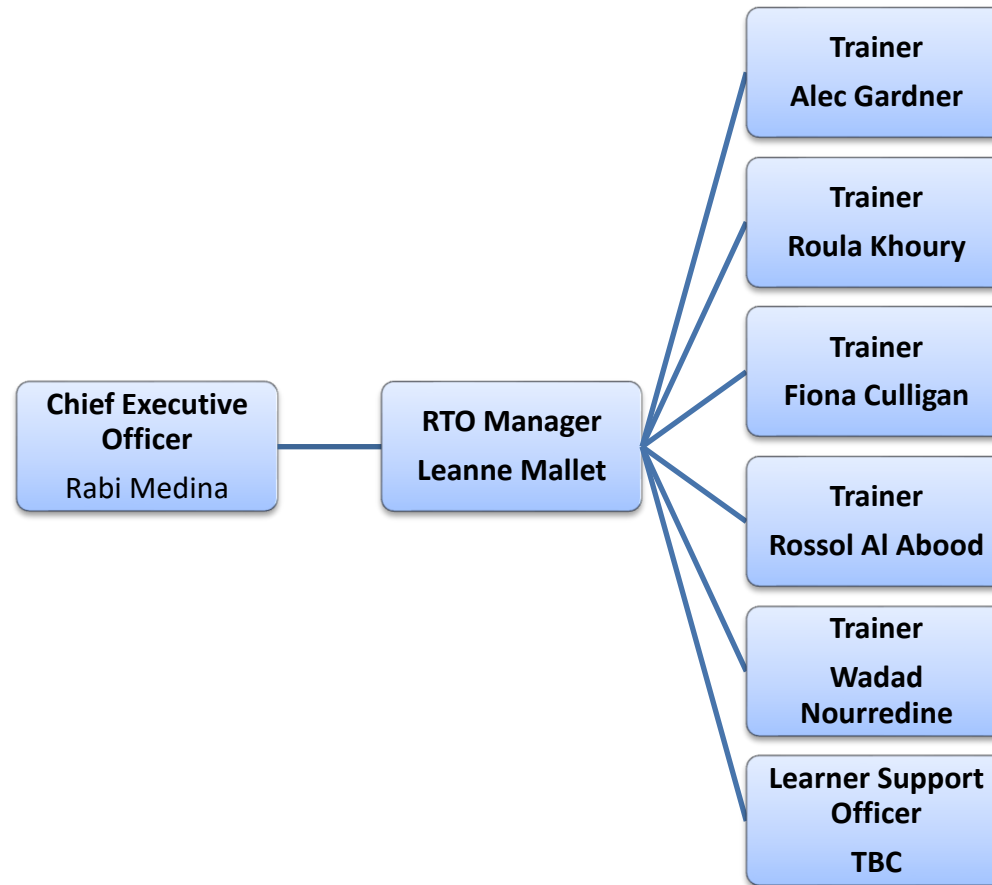 Chief Executive
Officer
Rabi Medina
RTO Manager
Leanne Mallet
Trainer
Alec Gardner
Trainer
Roula Khoury
Trainer
Fiona Culligan
Trainer
Rossol Al Abood
Trainer
Wadad
Nourredine
Learner Support
Officer
TBC